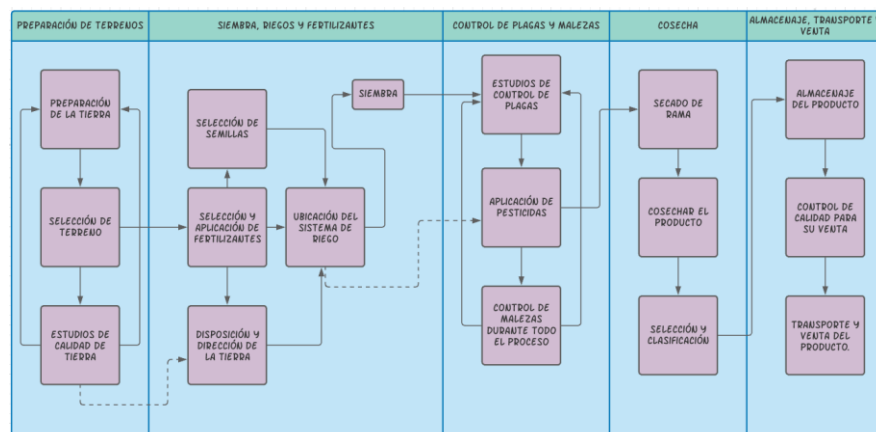 PREPARACIÓN DE TERRENOS
SIEMBRA, RIEGOS Y FERTILIZANTES
CONTROL DE PLAGAS Y MALEZAS
COSECHA
ALMACENAJE, TRANSPORTE Y
VENTA
PREPARACIÓN
DE LA TIERRA
SELECCIÓN DE
TERRENO
ESTUDIOS DE
CALIDAD DE
TIERRA
SELECCIÓN DE
SEMILLAS
SELECCIÓN Y
APLICACIÓN DE
FERTILIZANTES
DISPOSICIÓN Y
DIRECCIÓN DE
LA TIERRA
UBICACIÓN DEL
SISTEMA DE
RIEGO
SIEMBRA
ESTUDIOS DE
CONTROL DE
PLAGAS
APLICACIÓN DE
PESTICIDAS
CONTROL DE
MALEZAS
DURANTE TODO
EL PROCESO
SECADO DE
RAMA
COSECHAR EL
PRODUCTO
SELECCIÓN Y
CLASIFICACIÓN
ALMACENAJE
DEL PRODUCTO
CONTROL DE
CALIDAD PARA
SU VENTA
TRANSPORTE Y
VENTA DEL
PRODUCTO.